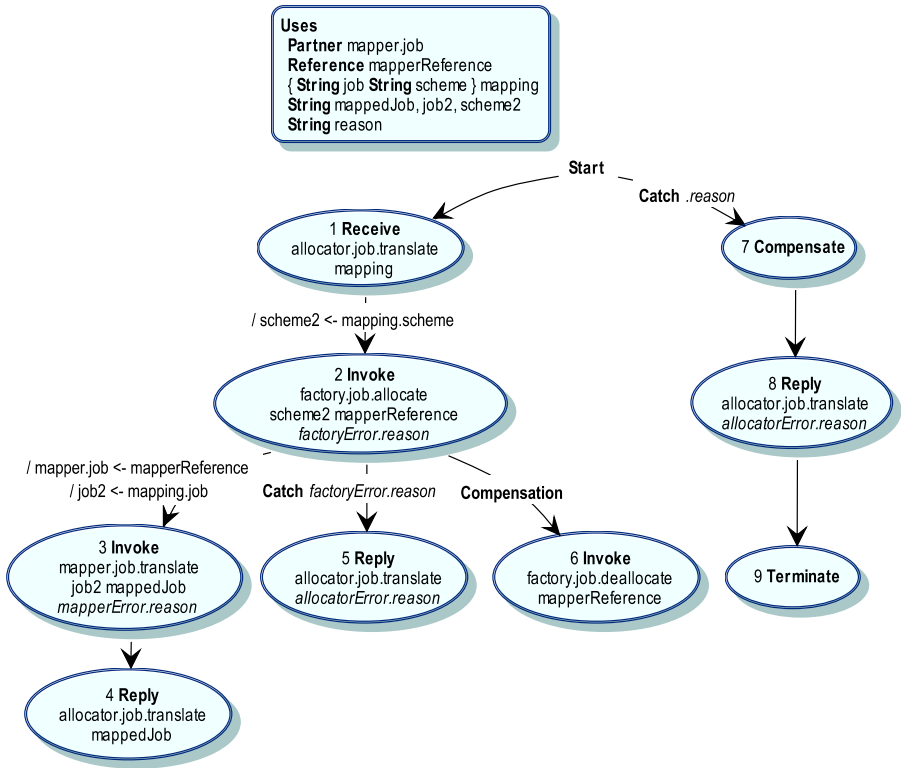 Uses
Partner mapper.job
Reference mapperReference
{ String job String scheme } mapping
String mappedJob, job2, scheme2
String reason
Start
Catch .reason
1 Receive
allocator.job.translate
mapping
7 Compensate
/ scheme2 <- mapping.scheme
2 Invoke
factory.job.allocate
scheme2 mapperReference
factoryError.reason
8 Reply
allocator.job.translate
allocatorError.reason
/ mapper.job <- mapperReference
/ job2 <- mapping.job
Catch factoryError.reason
Compensation
3 Invoke
mapper.job.translate
job2 mappedJob
mapperError.reason
5 Reply
allocator.job.translate
allocatorError.reason
6 Invoke
factory.job.deallocate
mapperReference
9 Terminate
4 Reply
allocator.job.translate
mappedJob